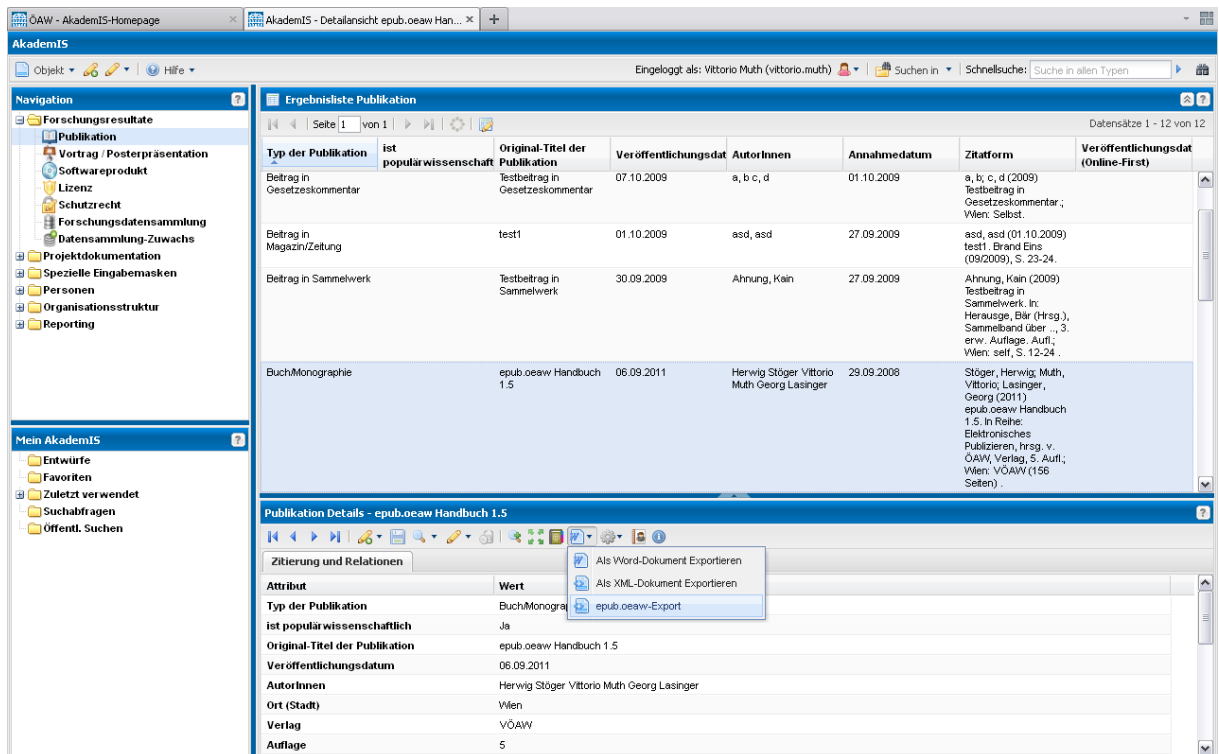 ÖAW - AkademIS-Homepage
AkademIS - Detailansicht epub.oeaw Han...
AkademIS
Objekt
Hilfe
Eingeloggt als: Vittorio Muth (vittorio.muth)
Suchen in
Schnellsuche:
Suche in allen Typen
Navigation
Forschungsresultate
Publikation
Vortrag / Posterpräsentation
Softwareprodukt
Lizenz
Schutzrecht
Forschungsdatensammlung
Datensammlung-Zuwachs
Projektdokumentation
Spezielle Eingabemasken
Personen
Organisationsstruktur
Reporting
Mein AkademIS
Entwürfe
Favoriten
Zuletzt verwendet
Suchabfragen
Öffentl. Suchen
Ergebnisliste Publikation
Seite 1 von 1
Datensätze 1 - 12 von 12
Typ der Publikation
ist
populärwissenschaft
Original-Titel der
Publikation
Veröffentlichungsdat
AutorInnen
Annahmedatum
Zitatform
Veröffentlichungsdat
(Online-First)
Beitrag in
Gesetzeskommentar
Testbeitrag in
Gesetzeskommentar
07.10.2009
a, b c, d
01.10.2009
a, b; c, d (2009)
Testbeitrag in
Gesetzeskommentar.;
Wien: Selbst.
Beitrag in
Magazin/Zeitung
test1
01.10.2009
asd, asd
27.09.2009
asd, asd (01.10.2009)
test1. Brand Eins
(09/2009), S. 23-24.
Beitrag in Sammelwerk
Testbeitrag in
Sammelwerk
30.09.2009
Ahnung, Kain
27.09.2009
Ahnung, Kain (2009)
Testbeitrag in
Sammelwerk. In:
Herausge, Bär (Hrsg.),
Sammelband über .., 3.
erw. Auflage. Aufl.;
Wien: self, S. 12-24 .
Buch/Monographie
epub.oeaw Handbuch
1.5
06.09.2011
Herwig Stöger Vittorio
Muth Georg Lasinger
29.09.2008
Stöger, Herwig; Muth,
Vittorio; Lasinger,
Georg (2011)
epub.oeaw Handbuch
1.5. In Reihe:
Elektronisches
Publizieren, hrsg. v.
ÖAW, Verlag, 5. Aufl.;
Wien: VÖAW (156
Seiten) .
Publikation Details - epub.oeaw Handbuch 1.5
Als Word-Dokument Exportieren
Als XML-Dokument Exportieren
epub.oeaw-Export
Zitierung und Relationen
Attribut Wert
Typ der Publikation Buch/Monogra
ist populärwissenschaftlich Ja
Original-Titel der Publikation epub.oeaw Handbuch 1.5
Veröffentlichungsdatum 06.09.2011
AutorInnen Herwig Stöger Vittorio Muth Georg Lasinger
Ort (Stadt) Wien
Verlag VÖAW
Auflage 5